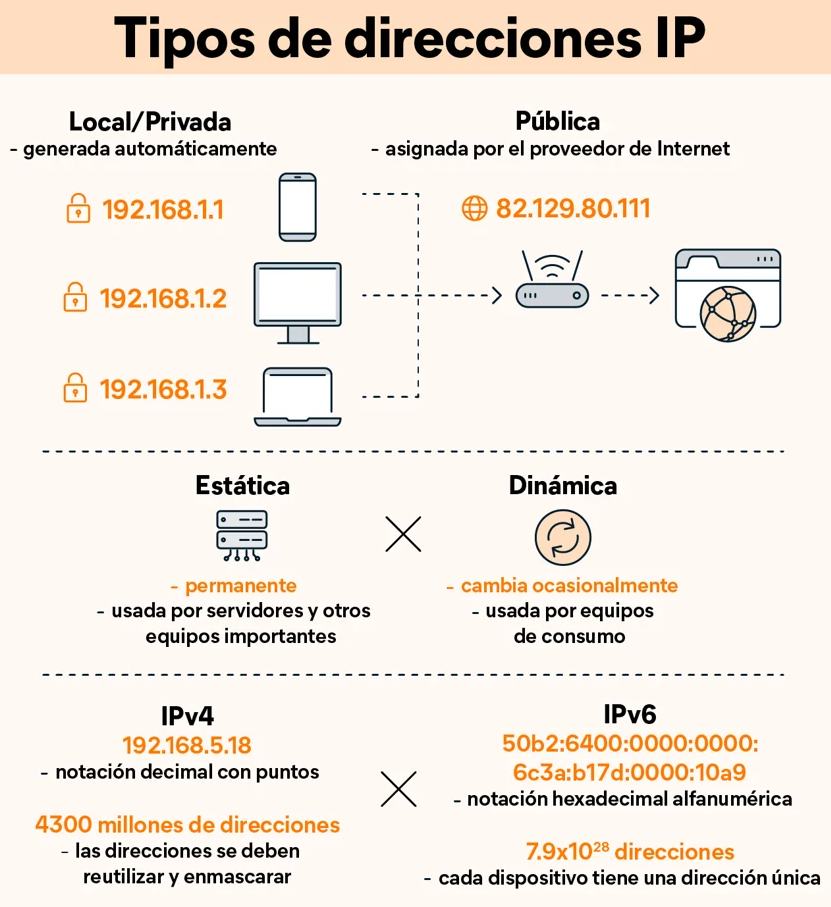 Tipos de direcciones IP
Local/Privada
- generada automáticamente
192.168.1.1
192.168.1.2
192.168.1.3
Pública
- asignada por el proveedor de Internet
82.129.80.111
Estática
- permanente
- usada por servidores y otros
equipos importantes
Dinámica
- cambia ocasionalmente
- usada por equipos
de consumo
IPv4
192.168.5.18
- notación decimal con puntos
4300 millones de direcciones
- las direcciones se deben
reutilizar y enmascarar
IPv6
50b2:6400:0000:0000:
6c3a:b17d:0000:10a9
- notación hexadecimal alfanumérica
7.9x10²⁸ direcciones
- cada dispositivo tiene una dirección única